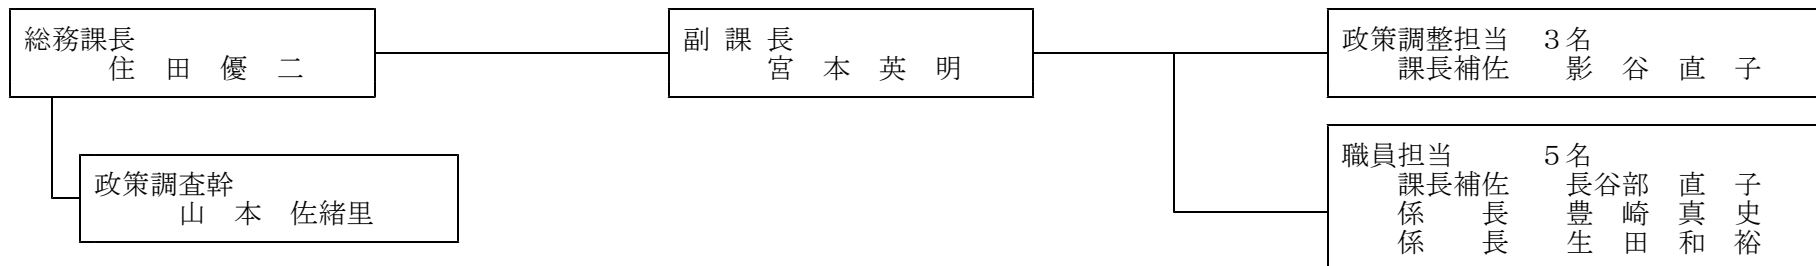 総務課長
住 田 優 二
政策調査幹
山 本 佐緒里
副 課 長
宮 本 英 明
政策調整担当 3名
課長補佐 影 谷 直 子
職員担当 5名
課長補佐 長谷部 直 子
係 長 豊 崎 真 史
係 長 生 田 和 裕